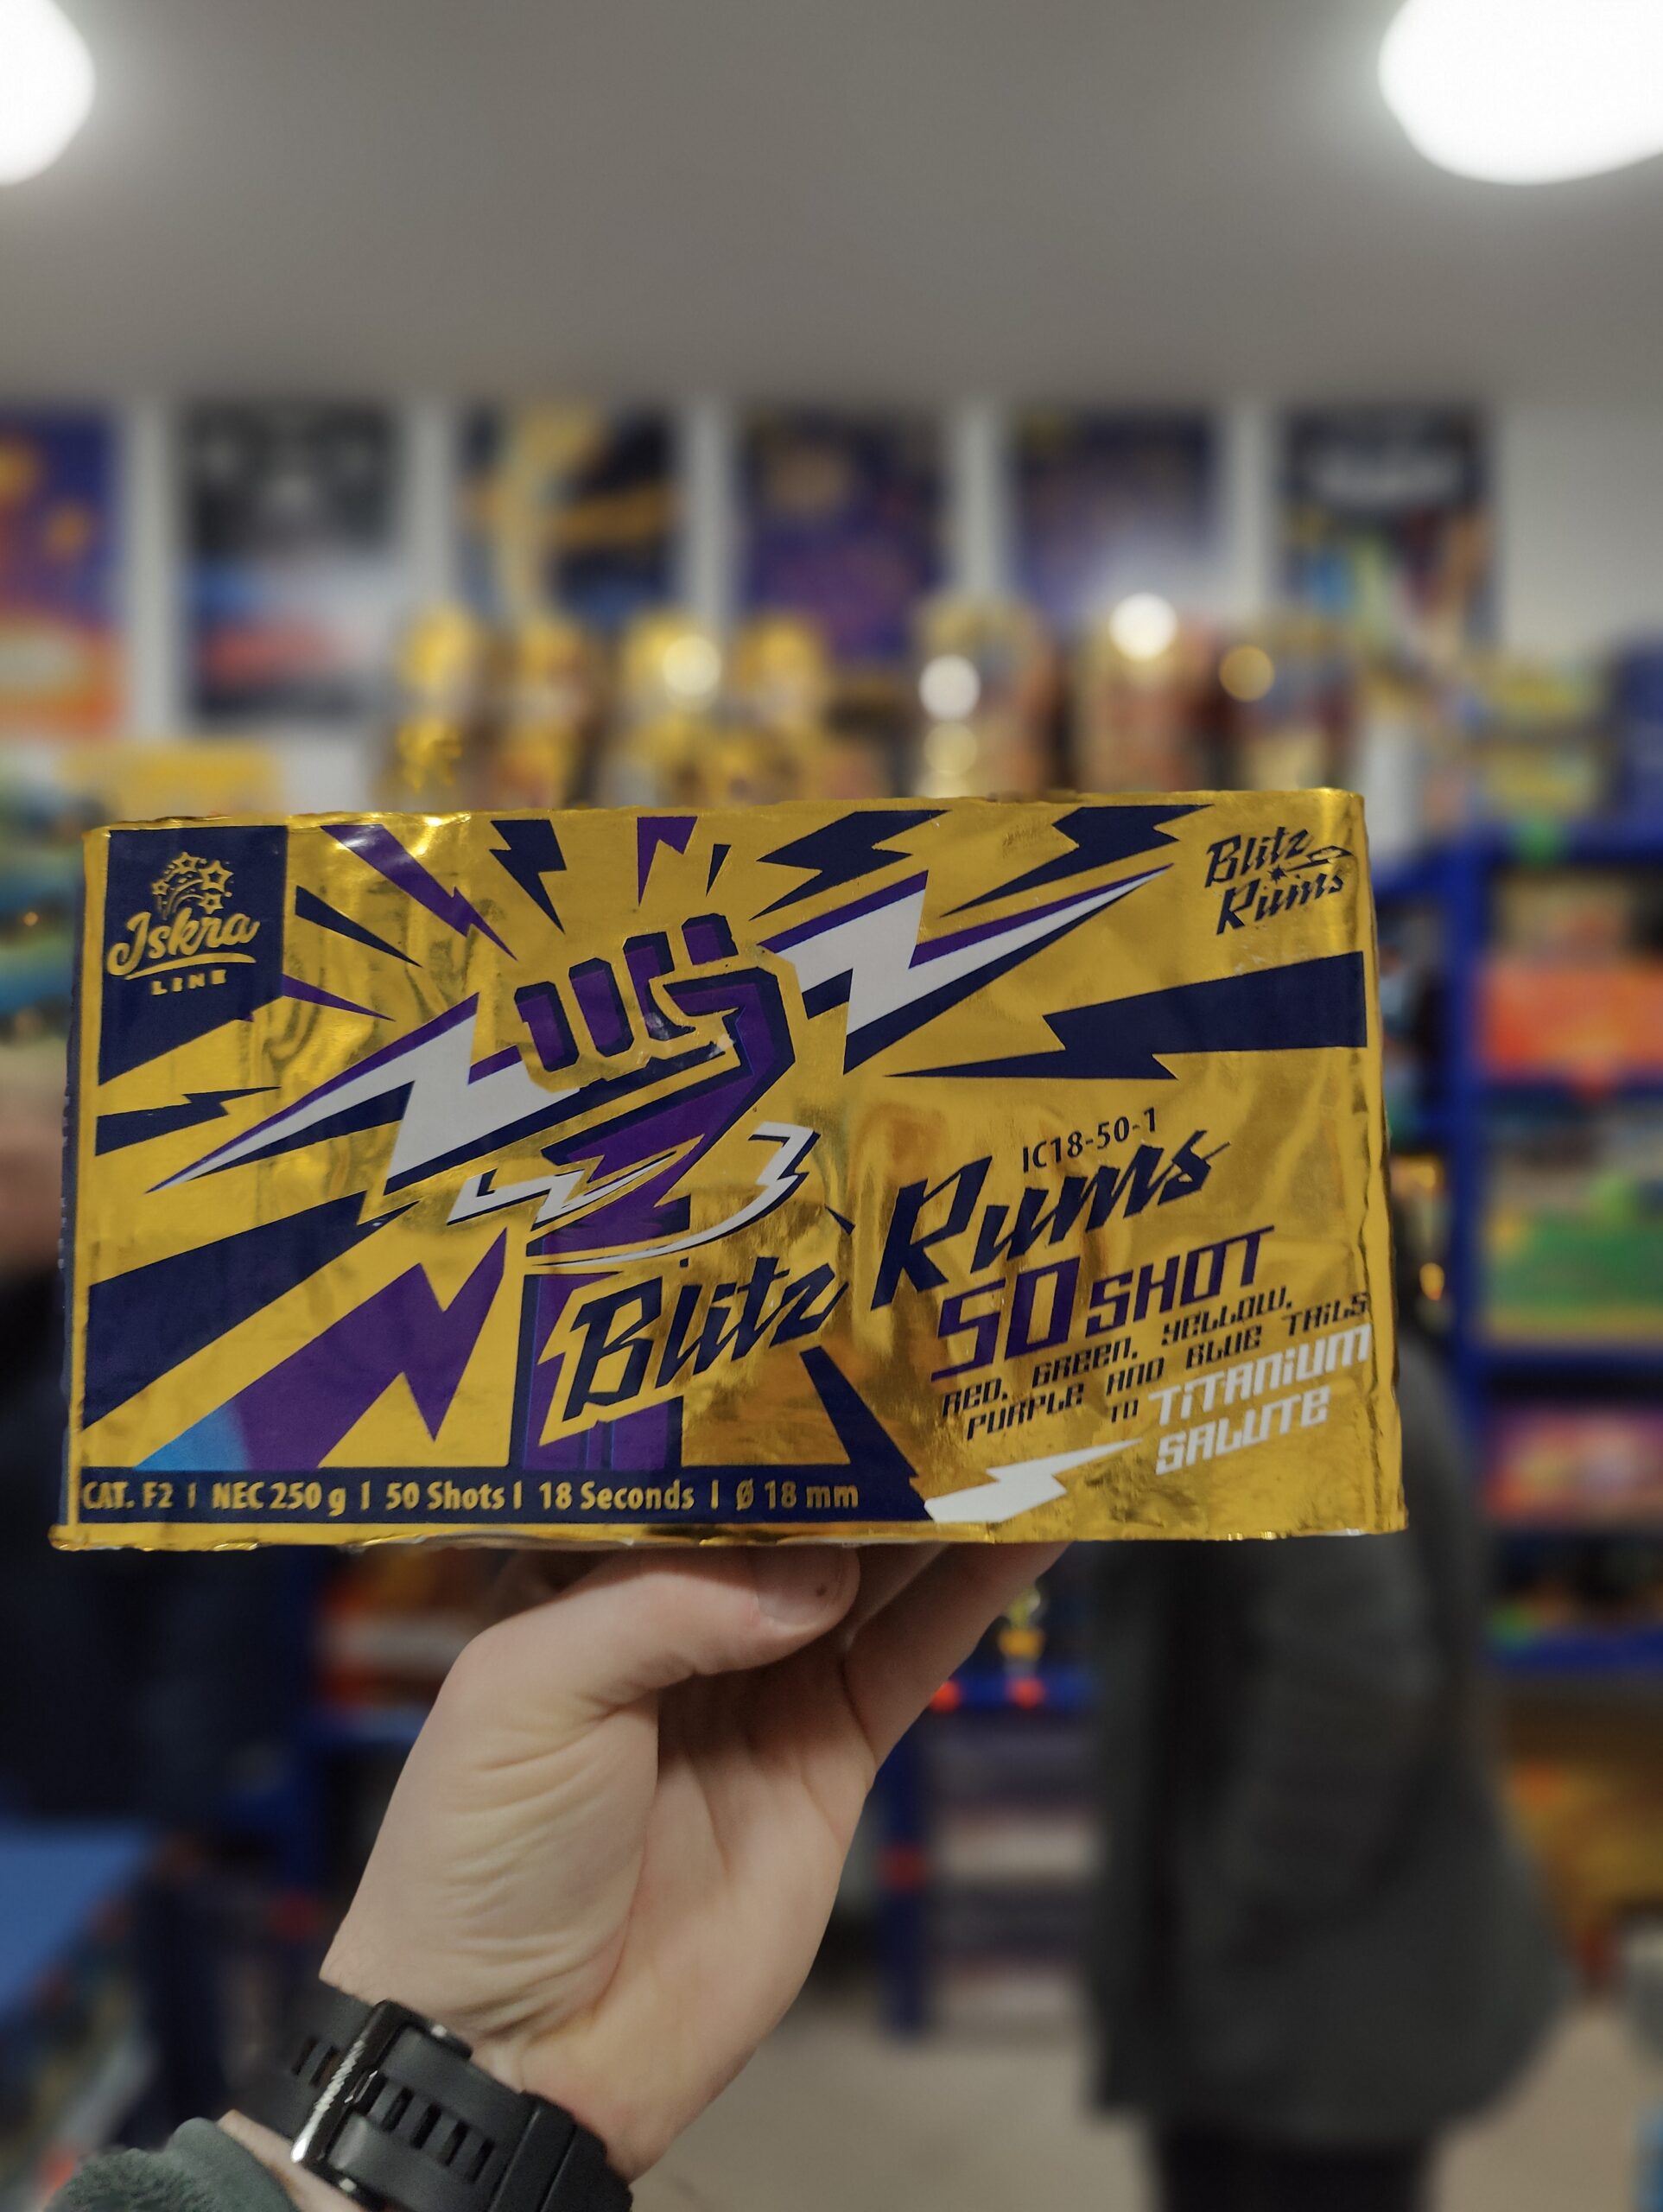 Iskra
LINE
Blitz
Rums
IC18-50-1
Blitz Rums
50 SHOT
RED, GREEN, YELLOW,
PURPLE AND BLUE TAILS
TO TITANIUM
SALUTE
CAT. F2 | NEC 250 g | 50 Shots | 18 Seconds | Ø 18 mm